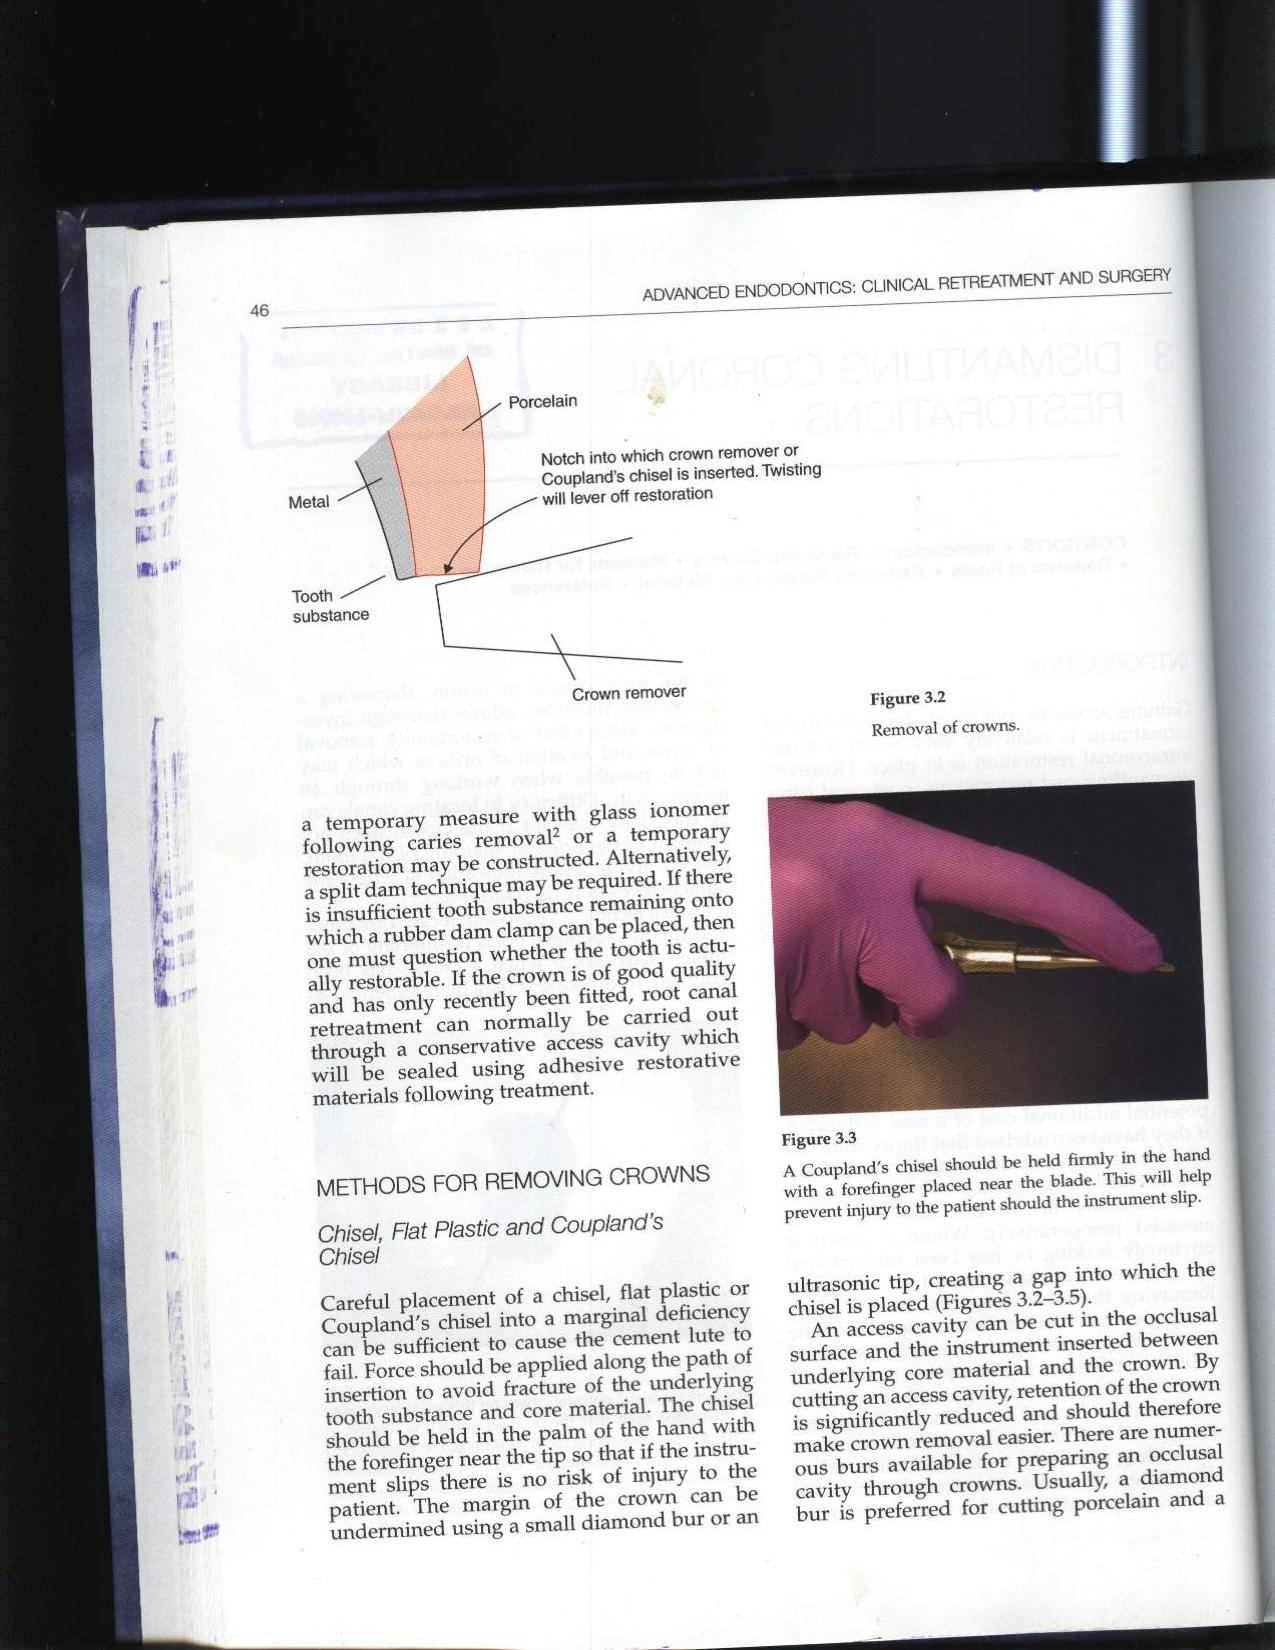 46
ADVANCED ENDODONTICS: CLINICAL RETREATMENT AND SURGERY
Porcelain
Notch into which crown remover or
Coupland's chisel is inserted. Twisting
will lever off restoration
Metal
Tooth
substance
Crown remover
Figure 3.2
Removal of crowns.
a temporary measure with glass ionomer
following caries removal² or a temporary
restoration may be constructed. Alternatively,
a split dam technique may be required. If there
is insufficient tooth substance remaining onto
which a rubber dam clamp can be placed, then
one must question whether the tooth is actu-
ally restorable. If the crown is of good quality
and has only recently been fitted, root canal
retreatment can normally be carried out
through a conservative access cavity which
will be sealed using adhesive restorative
materials following treatment.
METHODS FOR REMOVING CROWNS
Chisel, Flat Plastic and Coupland's
Chisel
Careful placement of a chisel, flat plastic or
Coupland's chisel into a marginal deficiency
can be sufficient to cause the cement lute to
fail. Force should be applied along the path of
insertion to avoid fracture of the underlying
tooth substance and core material. The chisel
should be held in the palm of the hand with
the forefinger near the tip so that if the instru-
ment slips there is no risk of injury to the
patient. The margin of the crown can be
undermined using a small diamond bur or an
Figure 3.3
A Coupland's chisel should be held firmly in the hand
with a forefinger placed near the blade. This will help
prevent injury to the patient should the instrument slip.
ultrasonic tip, creating a gap into which the
chisel is placed (Figures 3.2–3.5).
An access cavity can be cut in the occlusal
surface and the instrument inserted between
underlying core material and the crown. By
cutting an access cavity, retention of the crown
is significantly reduced and should therefore
make crown removal easier. There are numer-
ous burs available for preparing an occlusal
cavity through crowns. Usually, a diamond
bur is preferred for cutting porcelain and a